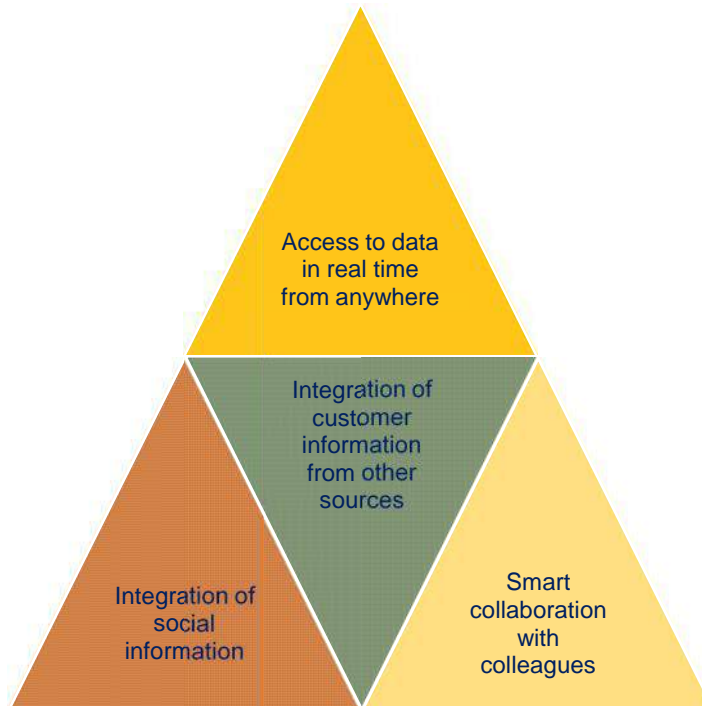 Access to data
in real time
from anywhere
Integration of
customer
information
from other
sources
Integration of
social
information
Smart
collaboration
with
colleagues